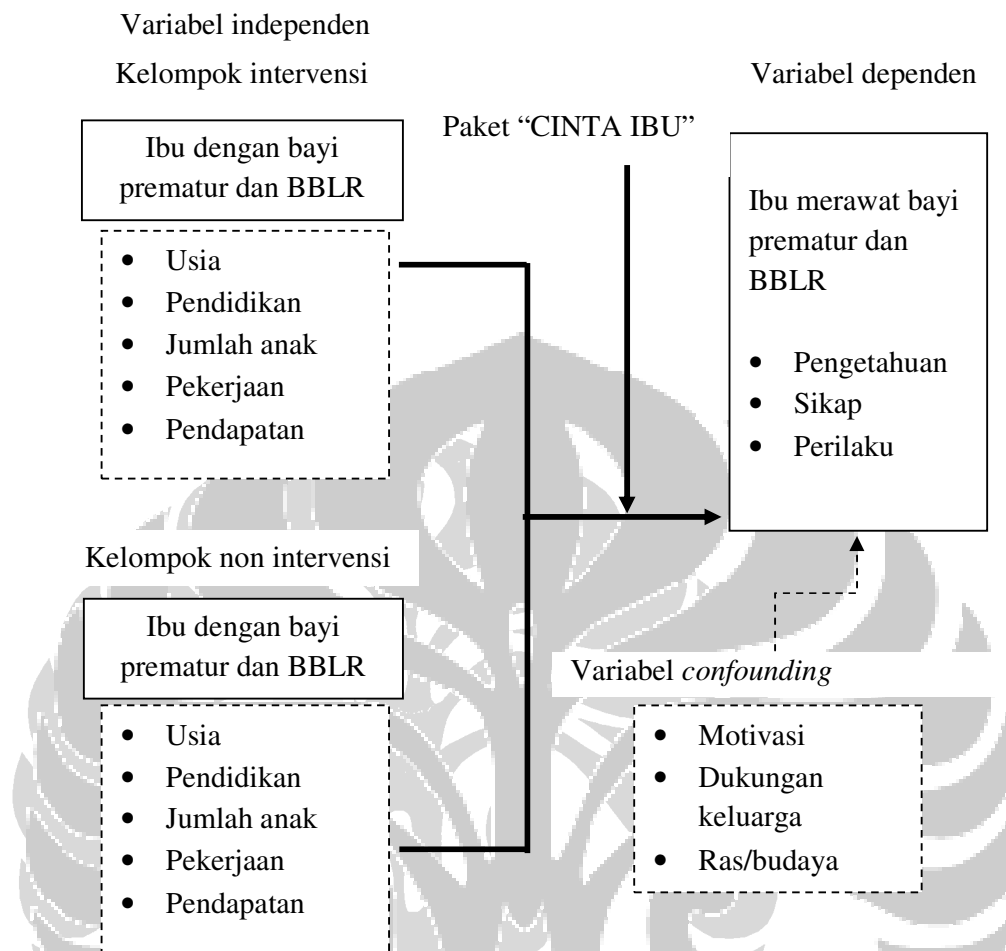 Variabel independen
Kelompok intervensi
Variabel dependen
Paket “CINTA IBU”
Ibu dengan bayi
prematur dan BBLR
• Usia
• Pendidikan
• Jumlah anak
• Pekerjaan
• Pendapatan
Ibu merawat bayi
prematur dan
BBLR
• Pengetahuan
• Sikap
• Perilaku
Kelompok non intervensi
Ibu dengan bayi
prematur dan BBLR
• Usia
• Pendidikan
• Jumlah anak
• Pekerjaan
• Pendapatan
Variabel confounding
• Motivasi
• Dukungan
keluarga
• Ras/budaya